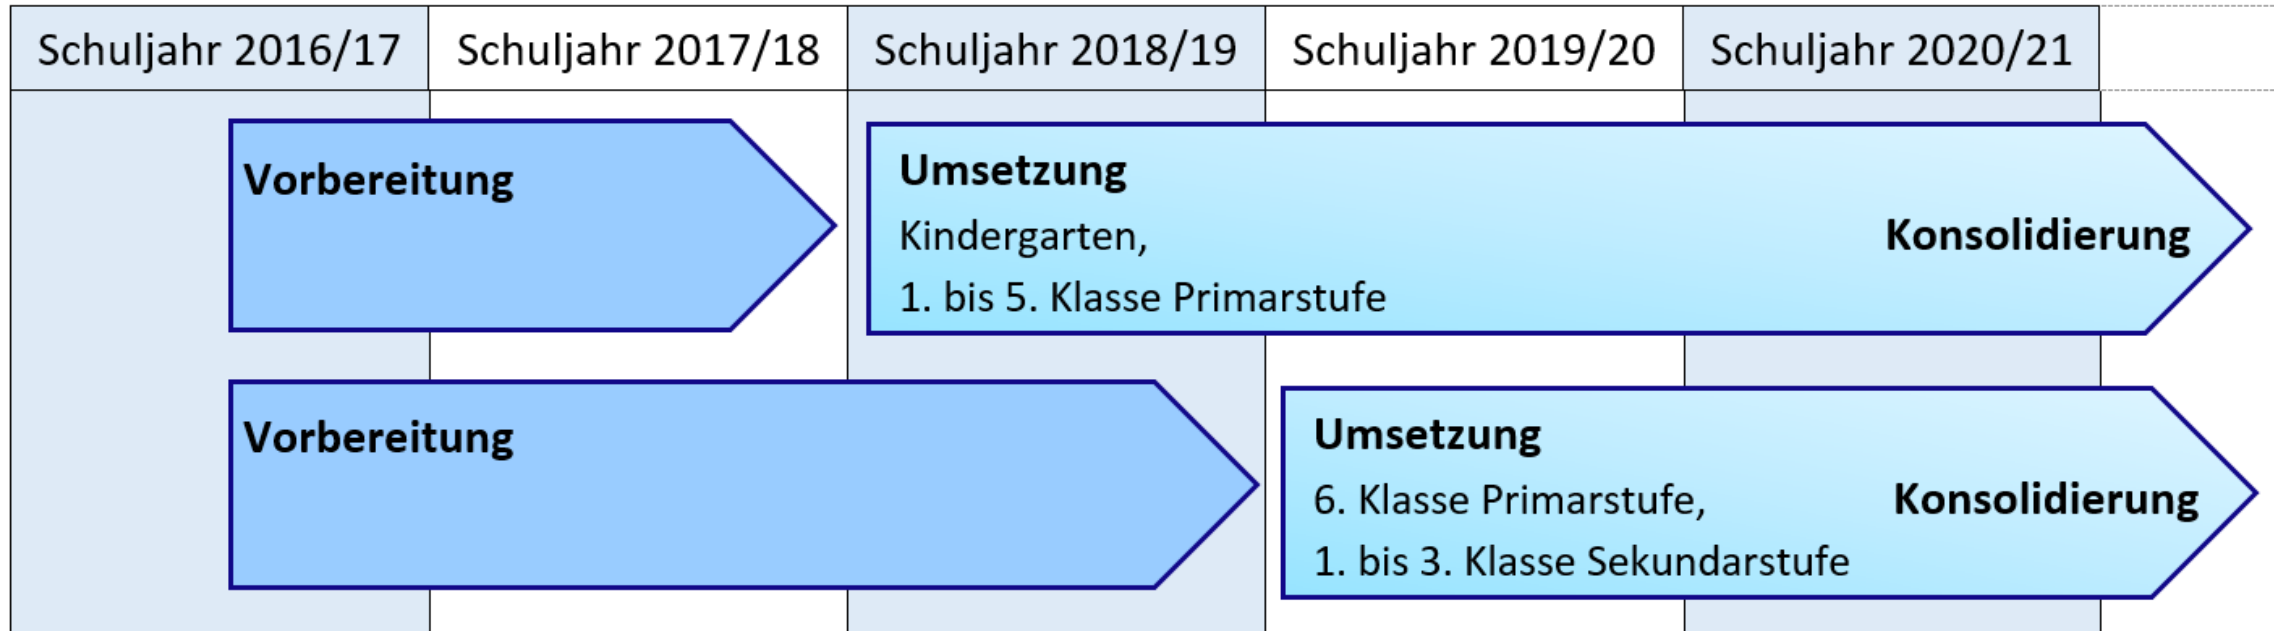 Schuljahr 2016/17 Schuljahr 2017/18 Schuljahr 2018/19 Schuljahr 2019/20 Schuljahr 2020/21
Vorbereitung
Umsetzung
Kindergarten,
1. bis 5. Klasse Primarstufe
Konsolidierung
Vorbereitung
Umsetzung
6. Klasse Primarstufe,
1. bis 3. Klasse Sekundarstufe
Konsolidierung